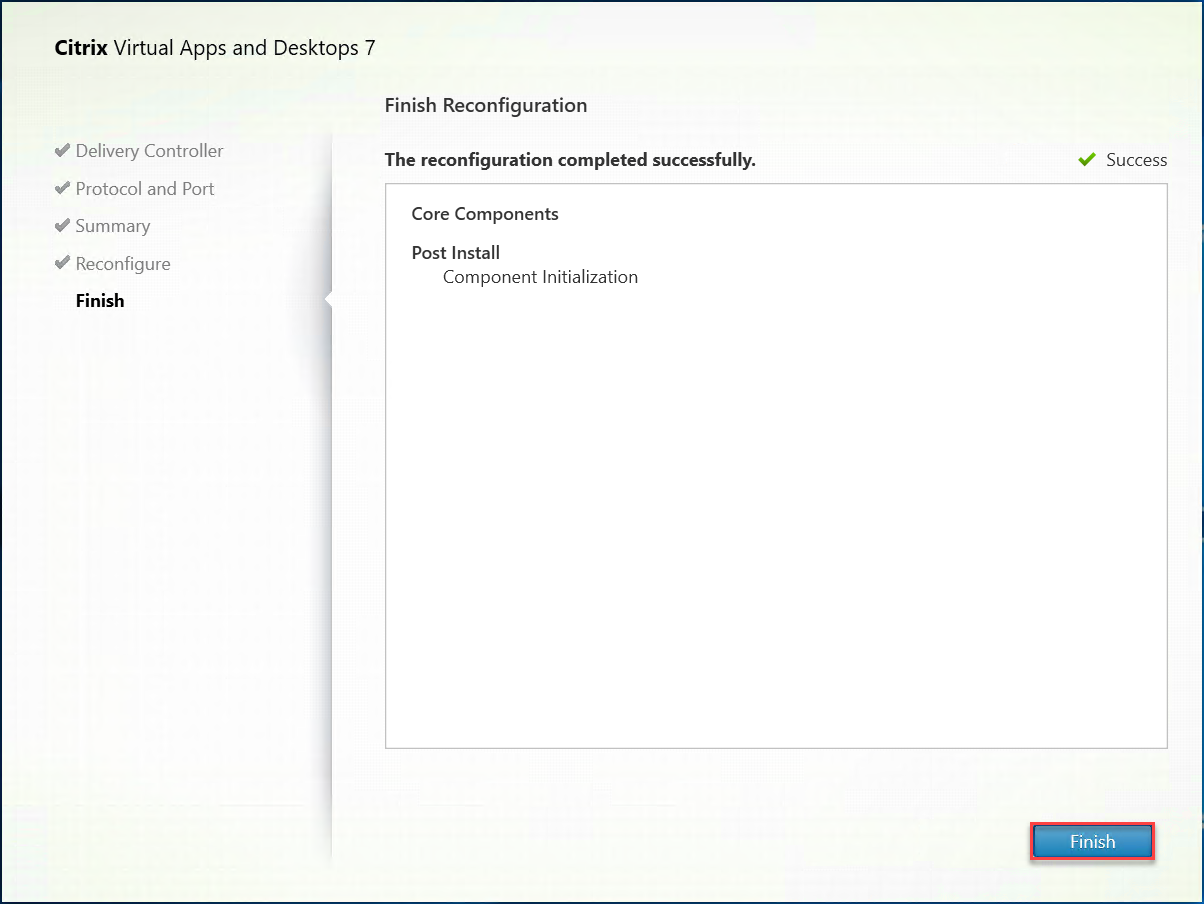 Citrix Virtual Apps and Desktops 7
Finish Reconfiguration
Delivery Controller
Protocol and Port
Summary
Reconfigure
Finish
The reconfiguration completed successfully.
Success
Core Components
Post Install
Component Initialization
Finish